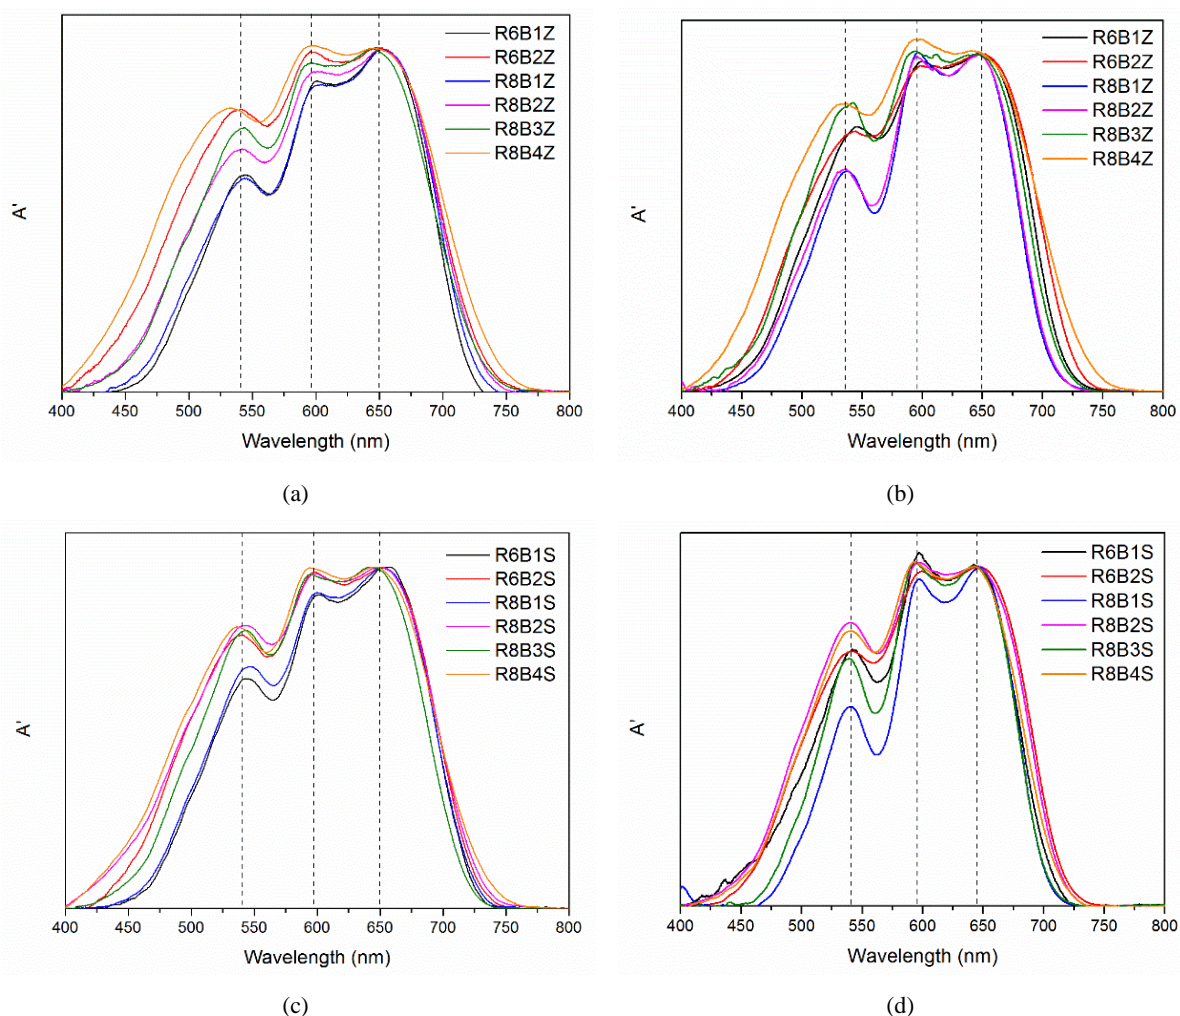 R6B1Z
R6B2Z
R8B1Z
R8B2Z
R8B3Z
R8B4Z
A'
400 450 500 550 600 650 700 750 800
Wavelength (nm)
(a)
R6B1Z
R6B2Z
R8B1Z
R8B2Z
R8B3Z
R8B4Z
A'
400 450 500 550 600 650 700 750 800
Wavelength (nm)
(b)
R6B1S
R6B2S
R8B1S
R8B2S
R8B3S
R8B4S
A'
400 450 500 550 600 650 700 750 800
Wavelength (nm)
(c)
R6B1S
R6B2S
R8B1S
R8B2S
R8B3S
R8B4S
A'
400 450 500 550 600 650 700 750 800
Wavelength (nm)
(d)